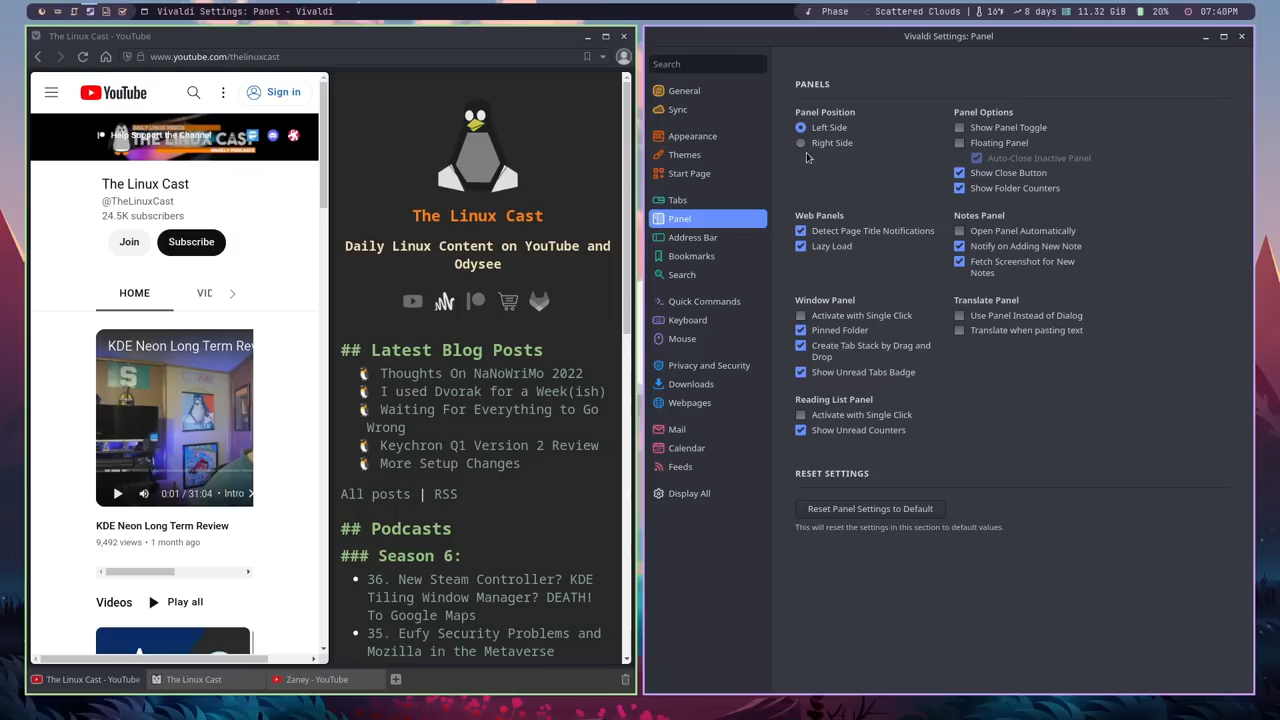 Vivaldi Settings: Panel - Vivaldi
Phase
Scattered Clouds
16°F
8 days
11.32 GiB
20%
07:40PM
The Linux Cast - YouTube
www.youtube.com/thelinuxcast
YouTube
Sign in
DAILY LINUX VIDEOS
Help Support the Channel
THE LINUX CAST
WEEKLY PODCASTS
The Linux Cast
@TheLinuxCast
24.5K subscribers
Join
Subscribe
HOME
VID
KDE Neon Long Term Rev
0:01 / 31:04 • Intro
KDE Neon Long Term Review
9,492 views • 1 month ago
Videos
Play all
The Linux Cast
Daily Linux Content on YouTube and
Odysee
## Latest Blog Posts
Thoughts On NaNoWriMo 2022
I used Dvorak for a Week(ish)
Waiting For Everything to Go
Wrong
Keychron Q1 Version 2 Review
More Setup Changes
All posts | RSS
## Podcasts
### Season 6:
• 36. New Steam Controller? KDE
Tiling Window Manager? DEATH!
To Google Maps
• 35. Eufy Security Problems and
Mozilla in the Metaverse
The Linux Cast - YouTube
The Linux Cast
Zaney - YouTube
Vivaldi Settings: Panel
Search
General
Sync
Appearance
Themes
Start Page
Tabs
Panel
Address Bar
Bookmarks
Search
Quick Commands
Keyboard
Mouse
Privacy and Security
Downloads
Webpages
Mail
Calendar
Feeds
Display All
PANELS
Panel Position
Left Side
Right Side
Panel Options
Show Panel Toggle
Floating Panel
Auto-Close Inactive Panel
Show Close Button
Show Folder Counters
Web Panels
Detect Page Title Notifications
Lazy Load
Notes Panel
Open Panel Automatically
Notify on Adding New Note
Fetch Screenshot for New
Notes
Window Panel
Activate with Single Click
Pinned Folder
Create Tab Stack by Drag and
Drop
Show Unread Tabs Badge
Translate Panel
Use Panel Instead of Dialog
Translate when pasting text
Reading List Panel
Activate with Single Click
Show Unread Counters
RESET SETTINGS
Reset Panel Settings to Default
This will reset the settings in this section to default values.